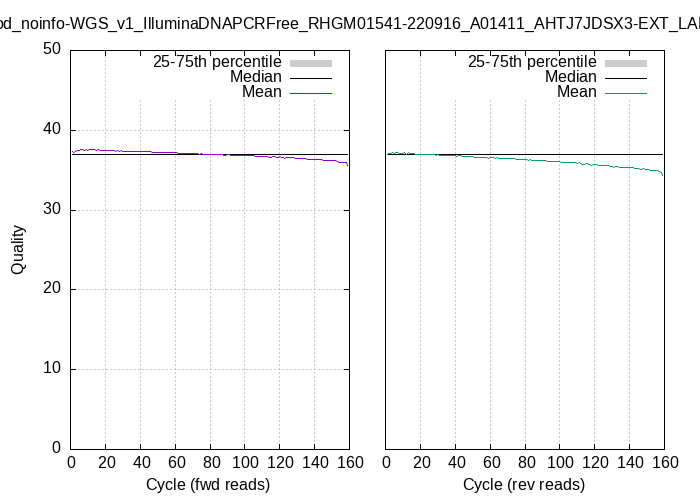 od_noinfo-WGS_v1_IlluminaDNAPCRFree_RHGM01541-220916_A01411_AHTJ7JDSX3-EXT_LA
50
40
30
20
10
0
Quality
25-75th percentile
Median
Mean
0 20 40 60 80 100 120 140 160
Cycle (fwd reads)
25-75th percentile
Median
Mean
0 20 40 60 80 100 120 140 160
Cycle (rev reads)